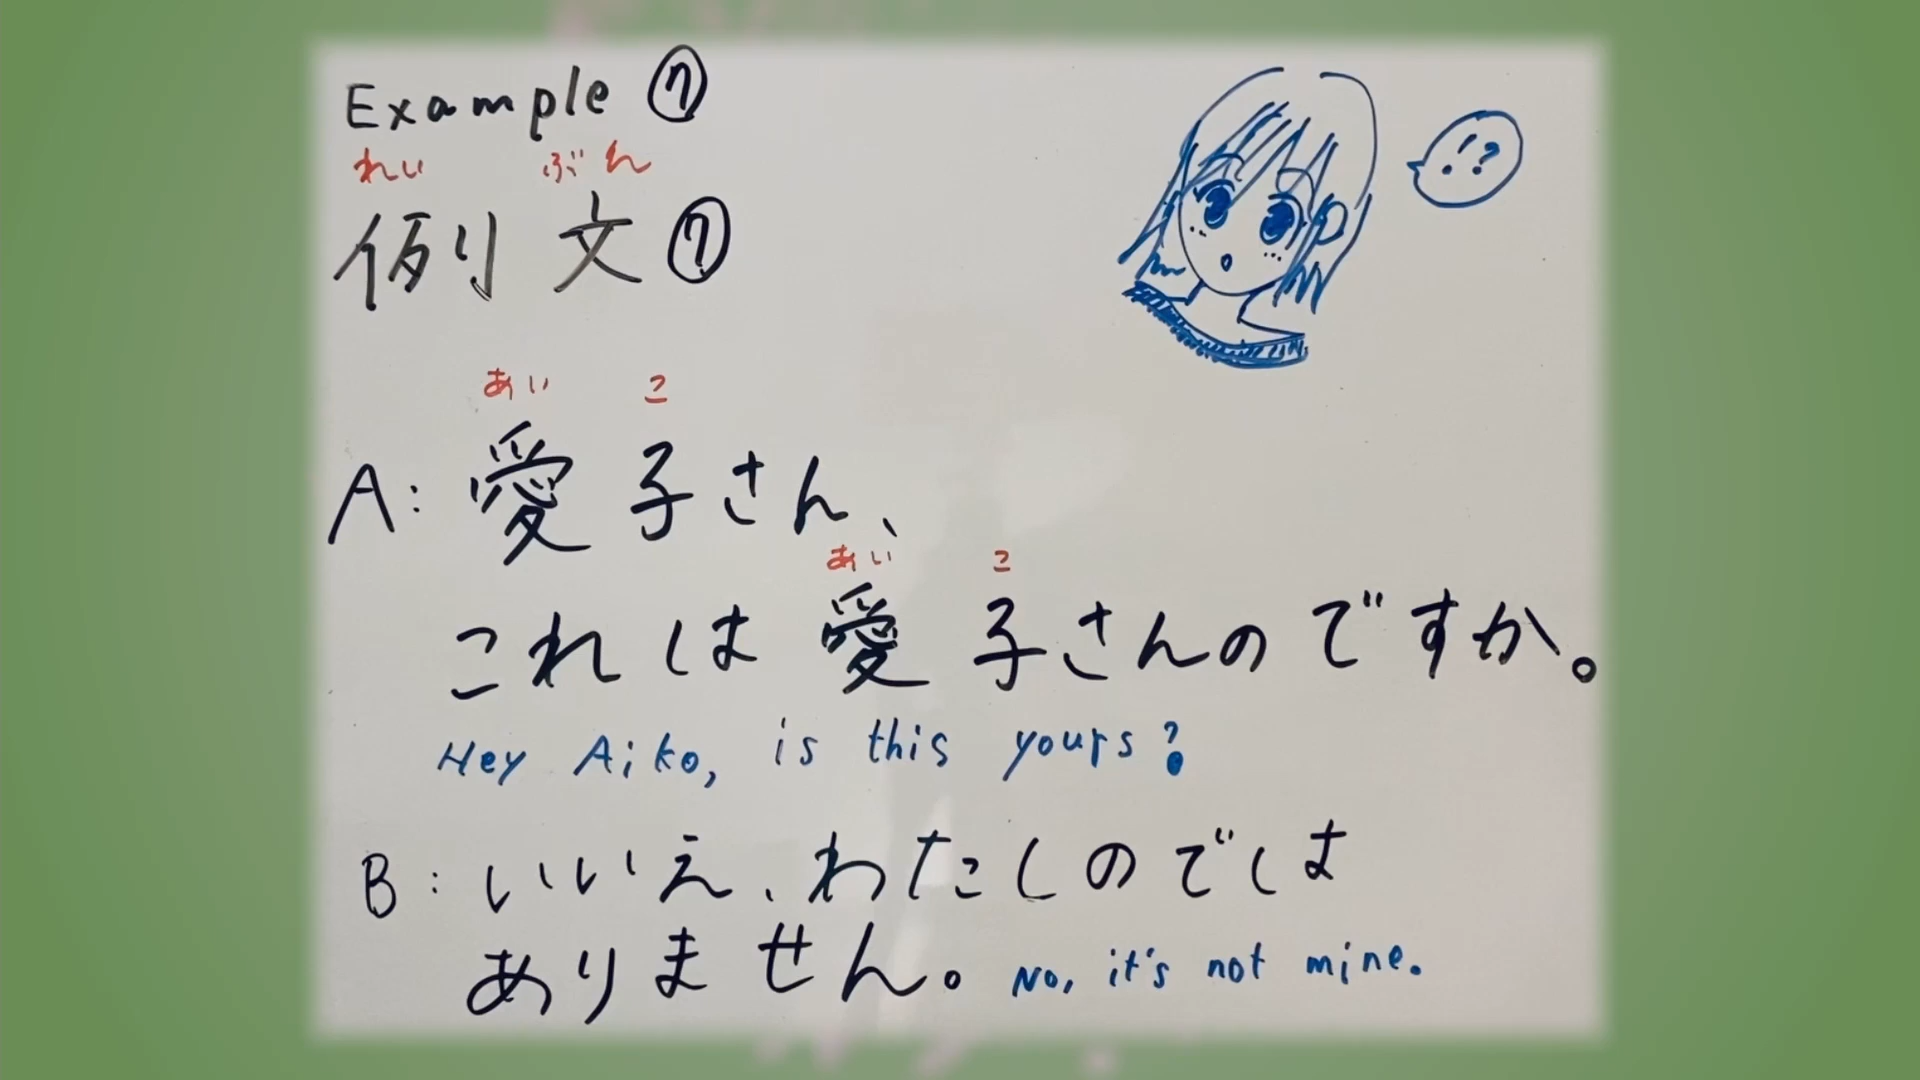 Example ⑦
れい ぶん
例文⑦
!?
あい こ
A: 愛子さん、
あい こ
これは愛子さんのですか。
Hey Aiko, is this yours?
B: いいえ、わたしのでは
ありません。 No, it's not mine.